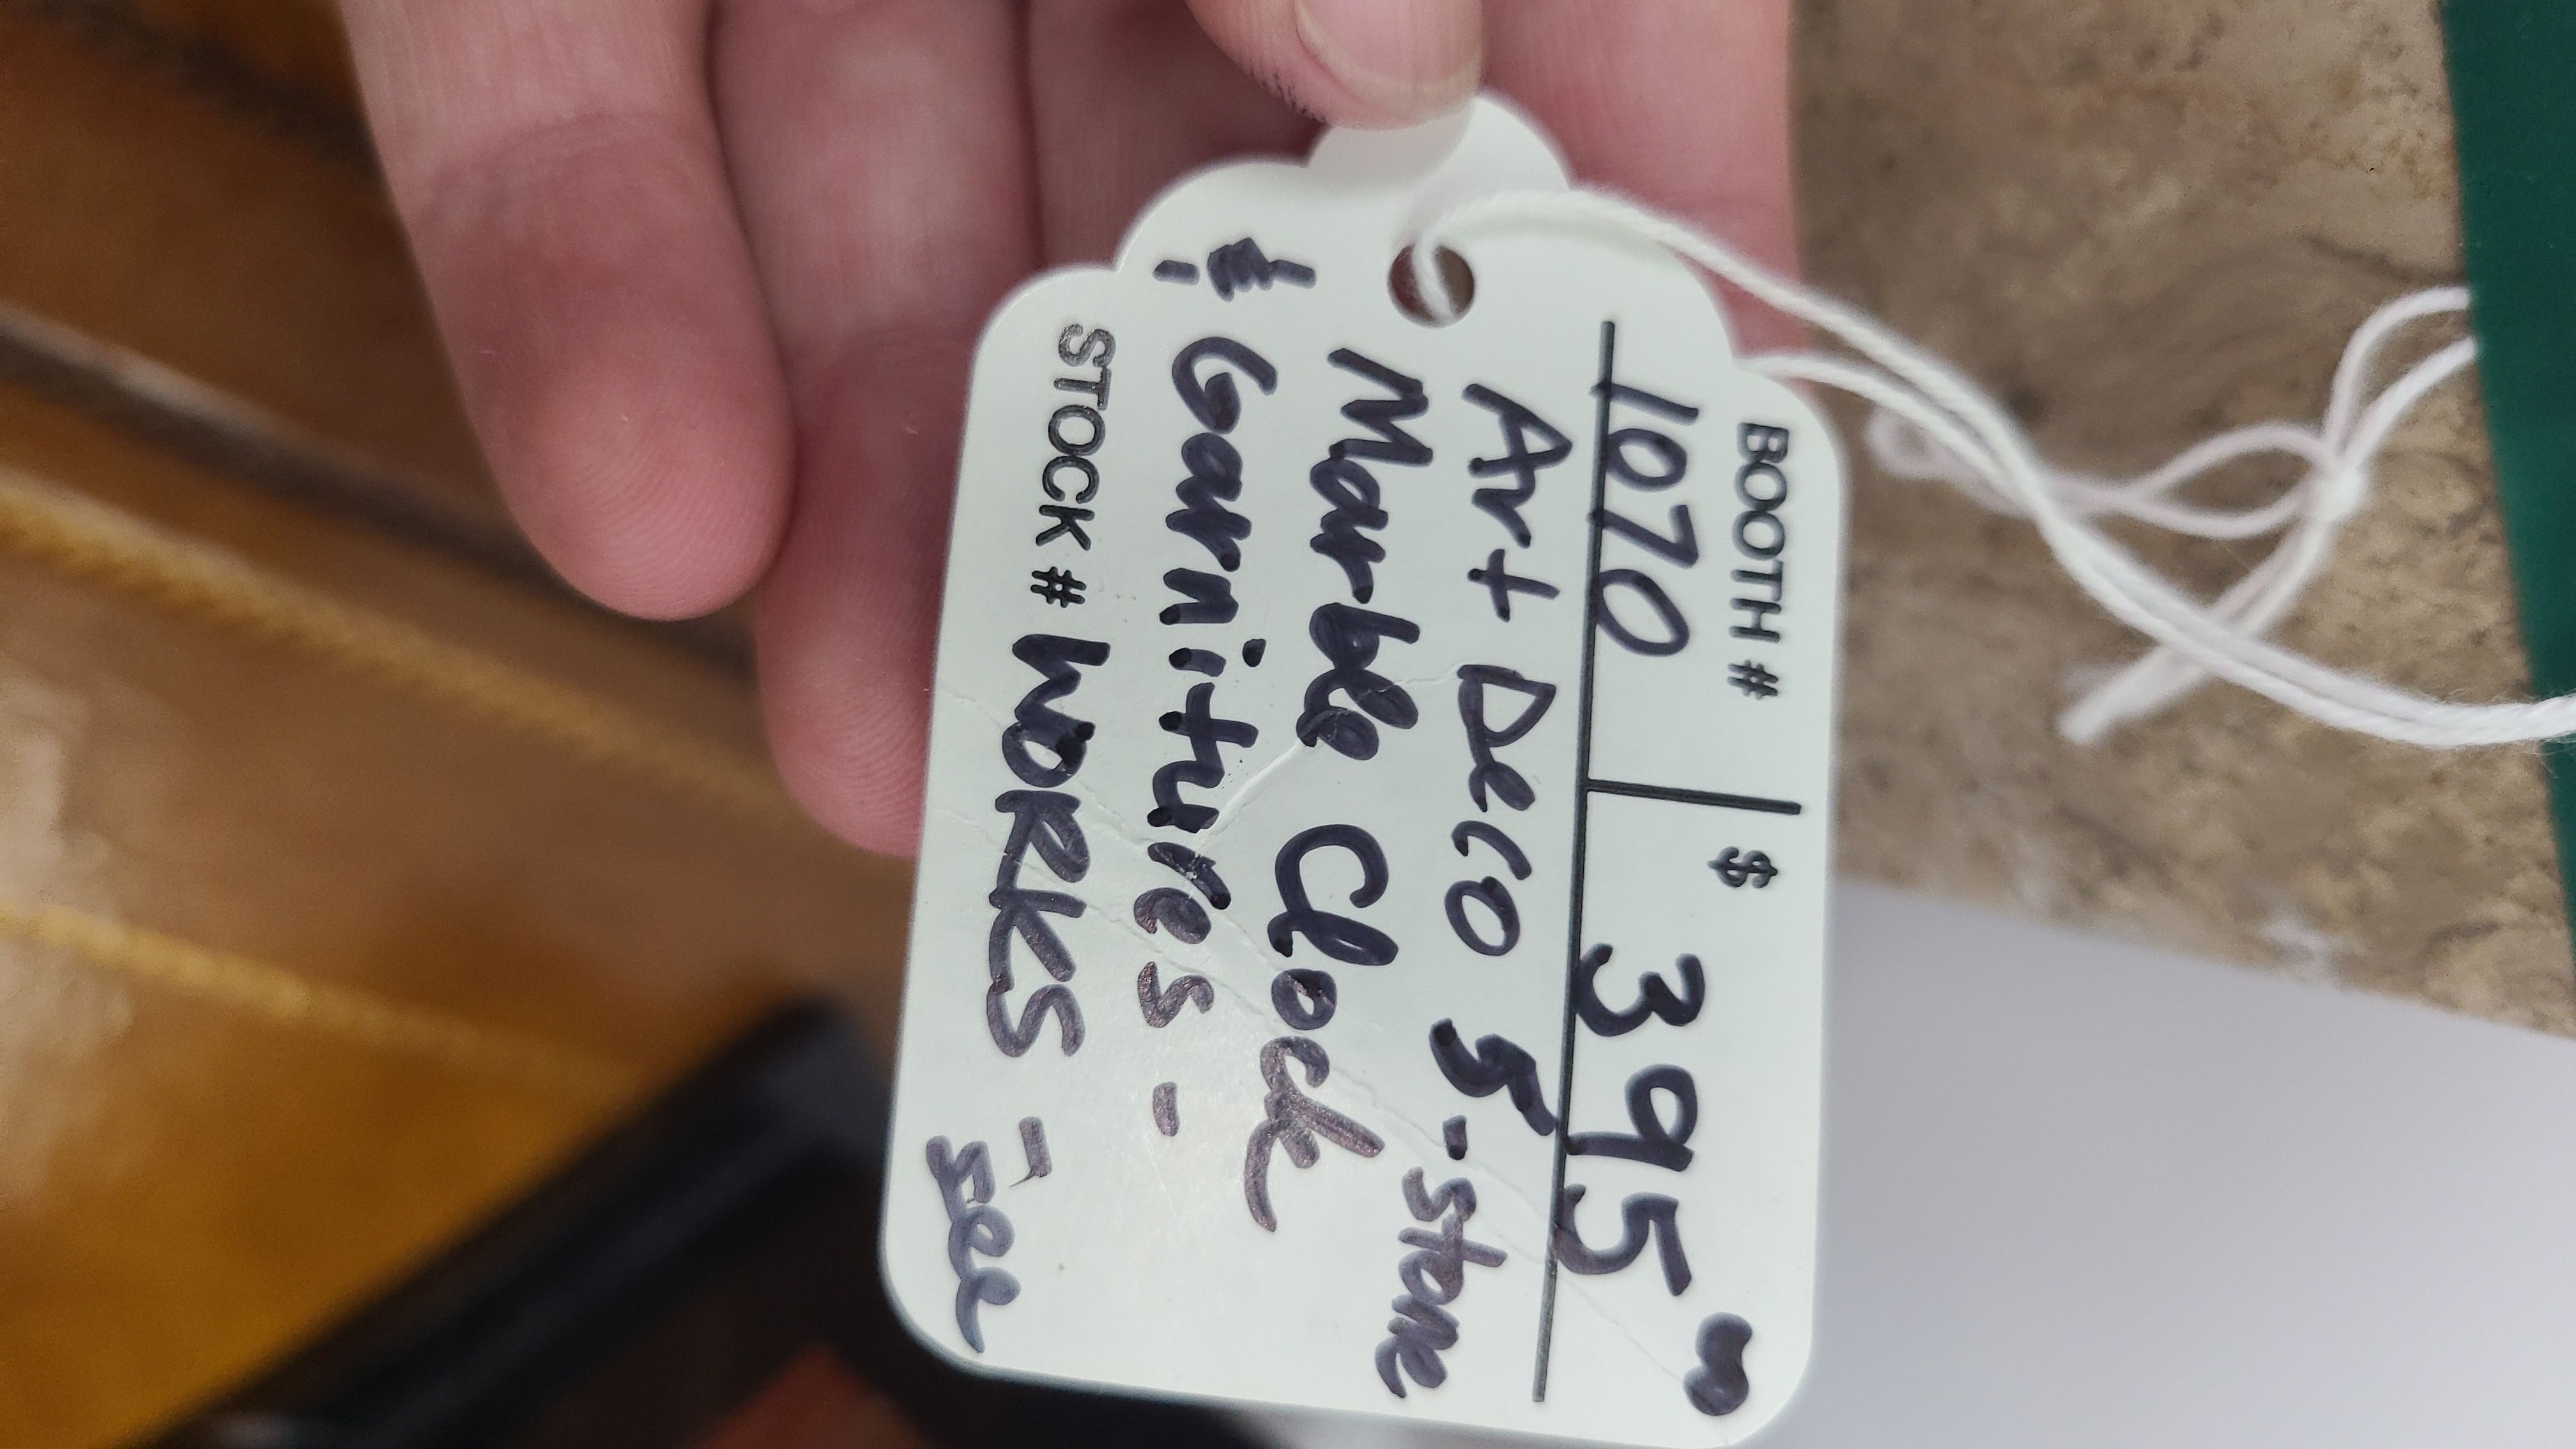 BOOTH # $
1070 395 00
Art Deco 5-stone
Marble Clock
& Garnitures -
STOCK # WORKS -
see